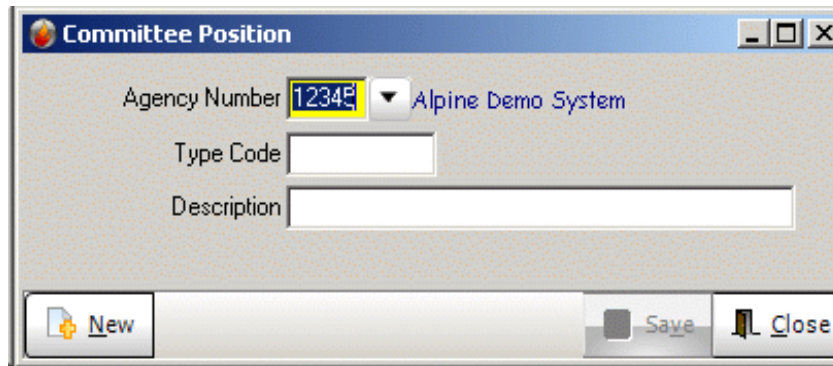 Committee Position
Agency Number 12345 Alpine Demo System
Type Code
Description
New Save Close